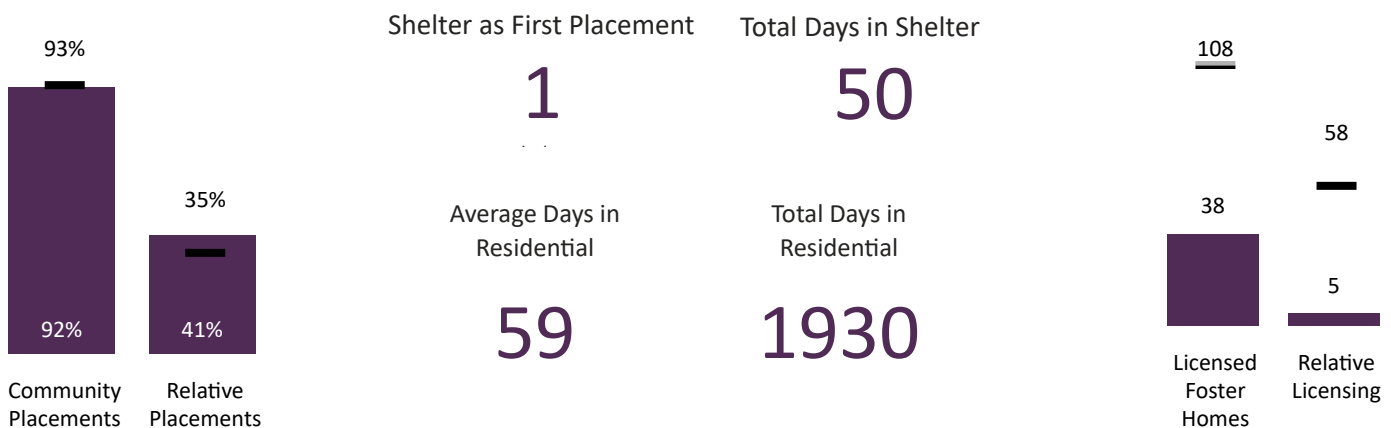 93%
92%
Community
Placements
35%
41%
Relative
Placements
Shelter as First Placement
1
Total Days in Shelter
50
Average Days in
Residential
59
Total Days in
Residential
1930
108
38
Licensed
Foster
Homes
58
5
Relative
Licensing